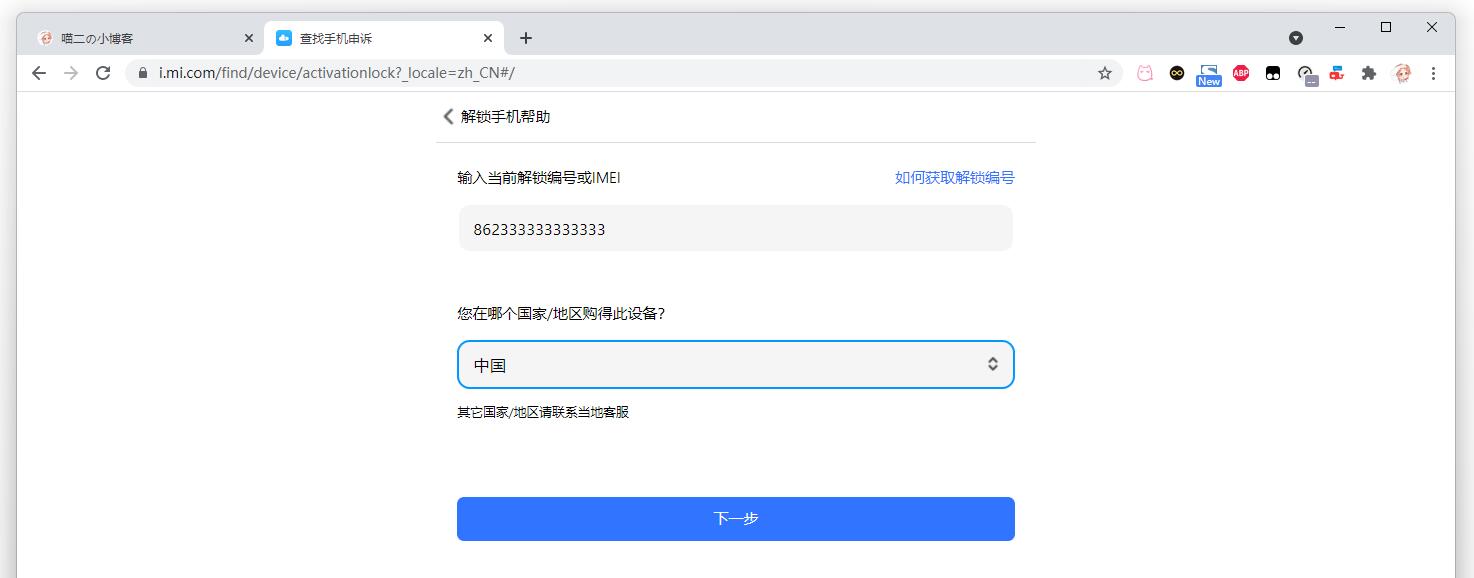 喵二の小博客
查找手机申诉
i.mi.com/find/device/activationlock?_locale=zh_CN#/
New
ABP
解锁手机帮助
输入当前解锁编号或IMEI
如何获取解锁编号
862333333333333
您在哪个国家/地区购得此设备?
中国
其它国家/地区请联系当地客服
下一步